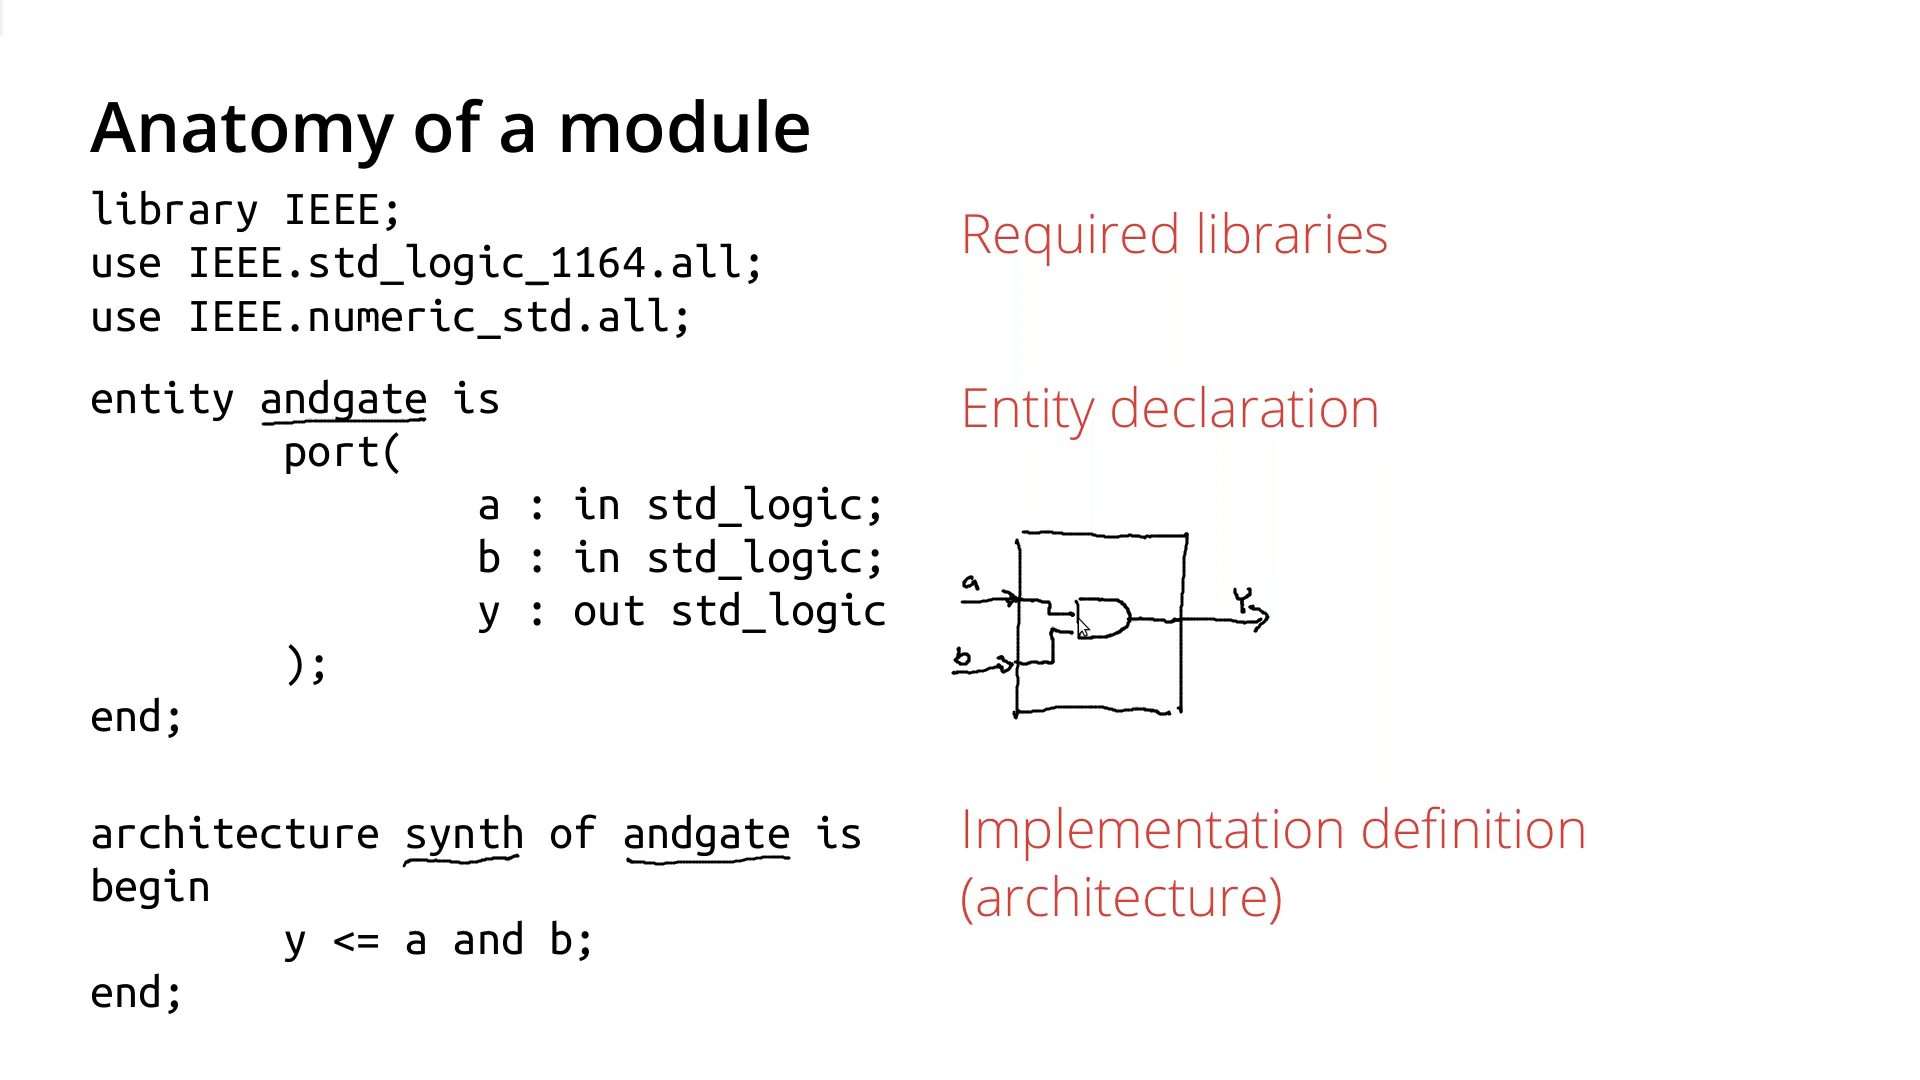 Anatomy of a module
library IEEE;
use IEEE.std_logic_1164.all;
use IEEE.numeric_std.all;
Required libraries
entity andgate is
port(
a : in std_logic;
b : in std_logic;
y : out std_logic
);
end;
Entity declaration
a
b
Y
architecture synth of andgate is
begin
y <= a and b;
end;
Implementation definition
(architecture)